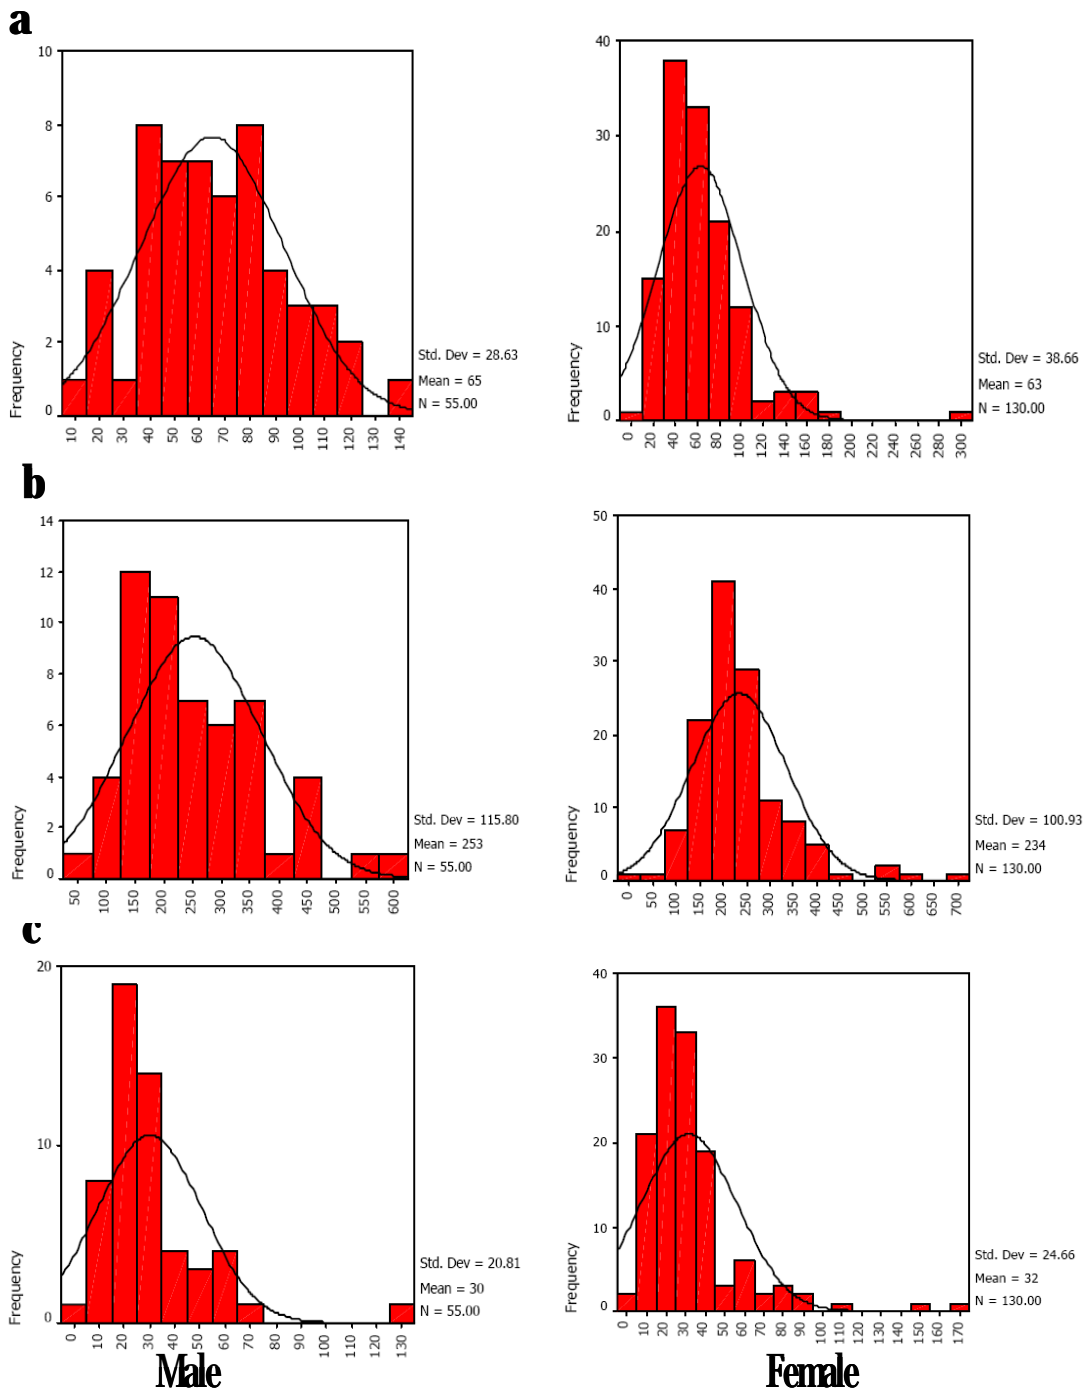 a
10
8
6
4
2
0
Frequency
10 20 30 40 50 60 70 80 90 100 110 120 130 140
Std. Dev = 28.63
Mean = 65
N = 55.00
40
30
20
10
0
Frequency
0 20 40 60 80 100 120 140 160 180 200 220 240 260 280 300
Std. Dev = 38.66
Mean = 63
N = 130.00
b
14
12
10
8
6
4
2
0
Frequency
50 100 150 200 250 300 350 400 450 500 550 600
Std. Dev = 115.80
Mean = 253
N = 55.00
50
40
30
20
10
0
Frequency
0 50 100 150 200 250 300 350 400 450 500 550 600 650 700
Std. Dev = 100.93
Mean = 234
N = 130.00
c
20
10
0
Frequency
0 10 20 30 40 50 60 70 80 90 100 110 120 130
Std. Dev = 20.81
Mean = 30
N = 55.00
Male
40
30
20
10
0
Frequency
0 10 20 30 40 50 60 70 80 90 100 110 120 130 140 150 160 170
Std. Dev = 24.66
Mean = 32
N = 130.00
Female